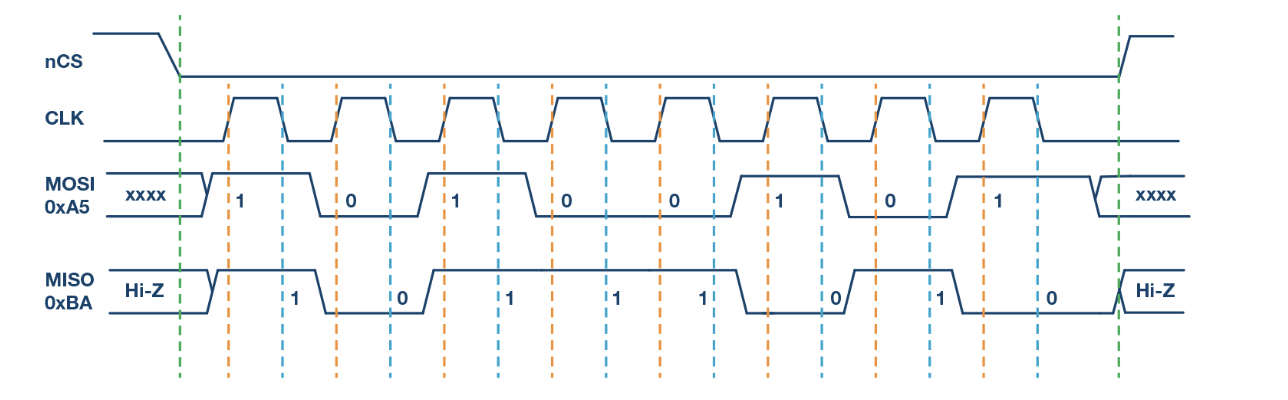 nCS
CLK
MOSI
0xA5
xxxx
1 0 1 0 0 1 0 1
xxxx
MISO
0xBA
Hi-Z
1 0 1 1 1 0 1 0
Hi-Z